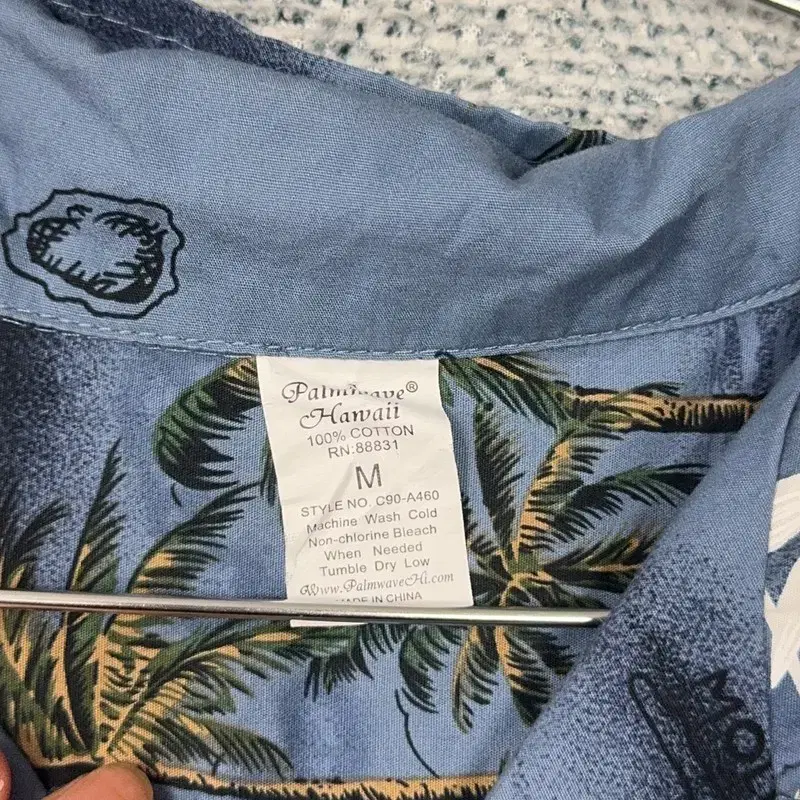 Palmwave®
Hawaii
100% COTTON
RN:88831
M
STYLE NO. C90-A460
Machine Wash Cold
Non-chlorine Bleach
When Needed
Tumble Dry Low
Www.PalmwaveHi.com
MADE IN CHINA